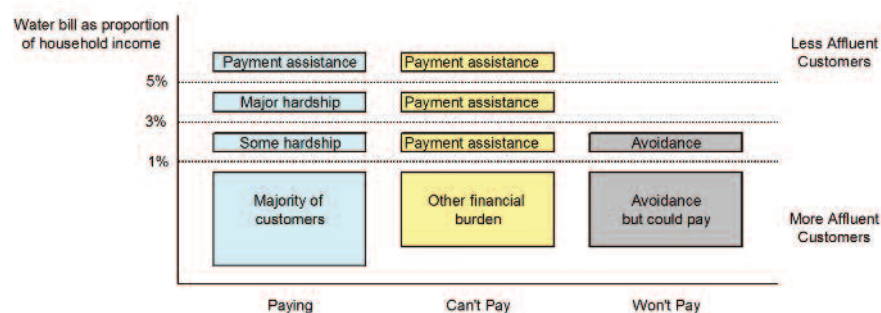 Water bill as proportion
of household income
Less Affluent
Customers
Payment assistance
Payment assistance
5%
Major hardship
Payment assistance
3%
Some hardship
Payment assistance
Avoidance
1%
Majority of
customers
Other financial
burden
Avoidance
but could pay
More Affluent
Customers
Paying
Can't Pay
Won't Pay